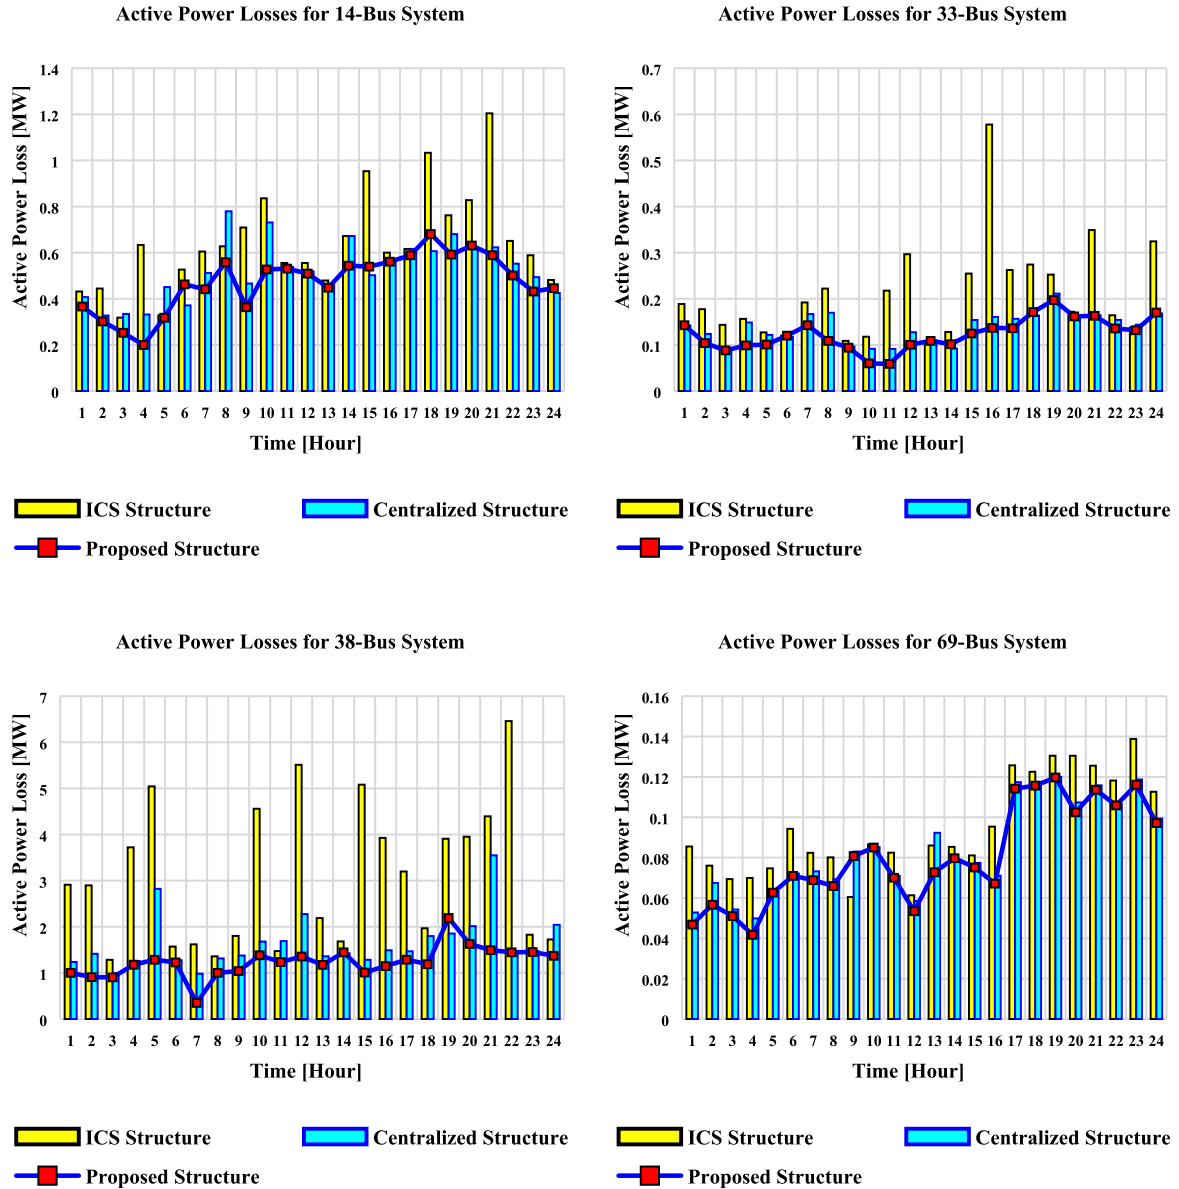 Active Power Losses for 14-Bus System
Active Power Loss [MW]
1.4
1.2
1
0.8
0.6
0.4
0.2
0
1 2 3 4 5 6 7 8 9 10 11 12 13 14 15 16 17 18 19 20 21 22 23 24
Time [Hour]
ICS Structure
Centralized Structure
Proposed Structure
Active Power Losses for 33-Bus System
Active Power Loss [MW]
0.7
0.6
0.5
0.4
0.3
0.2
0.1
0
1 2 3 4 5 6 7 8 9 10 11 12 13 14 15 16 17 18 19 20 21 22 23 24
Time [Hour]
ICS Structure
Centralized Structure
Proposed Structure
Active Power Losses for 38-Bus System
Active Power Loss [MW]
7
6
5
4
3
2
1
0
1 2 3 4 5 6 7 8 9 10 11 12 13 14 15 16 17 18 19 20 21 22 23 24
Time [Hour]
ICS Structure
Centralized Structure
Proposed Structure
Active Power Losses for 69-Bus System
Active Power Loss [MW]
0.16
0.14
0.12
0.1
0.08
0.06
0.04
0.02
0
1 2 3 4 5 6 7 8 9 10 11 12 13 14 15 16 17 18 19 20 21 22 23 24
Time [Hour]
ICS Structure
Centralized Structure
Proposed Structure